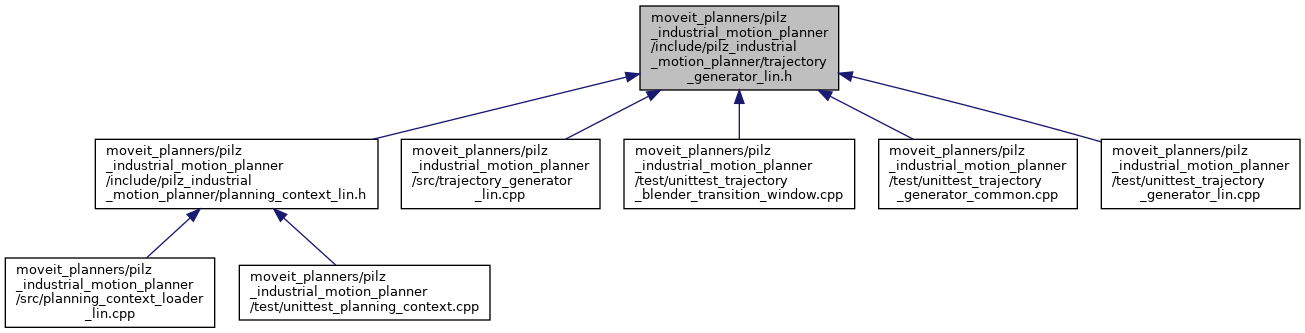 moveit_planners/pilz
_industrial_motion_planner
/include/pilz_industrial
_motion_planner/trajectory
_generator_lin.h
moveit_planners/pilz
_industrial_motion_planner
/include/pilz_industrial
_motion_planner/planning_context_lin.h
moveit_planners/pilz
_industrial_motion_planner
/src/trajectory_generator
_lin.cpp
moveit_planners/pilz
_industrial_motion_planner
/test/unittest_trajectory
_blender_transition_window.cpp
moveit_planners/pilz
_industrial_motion_planner
/test/unittest_trajectory
_generator_common.cpp
moveit_planners/pilz
_industrial_motion_planner
/test/unittest_trajectory
_generator_lin.cpp
moveit_planners/pilz
_industrial_motion_planner
/src/planning_context_loader
_lin.cpp
moveit_planners/pilz
_industrial_motion_planner
/test/unittest_planning_context.cpp